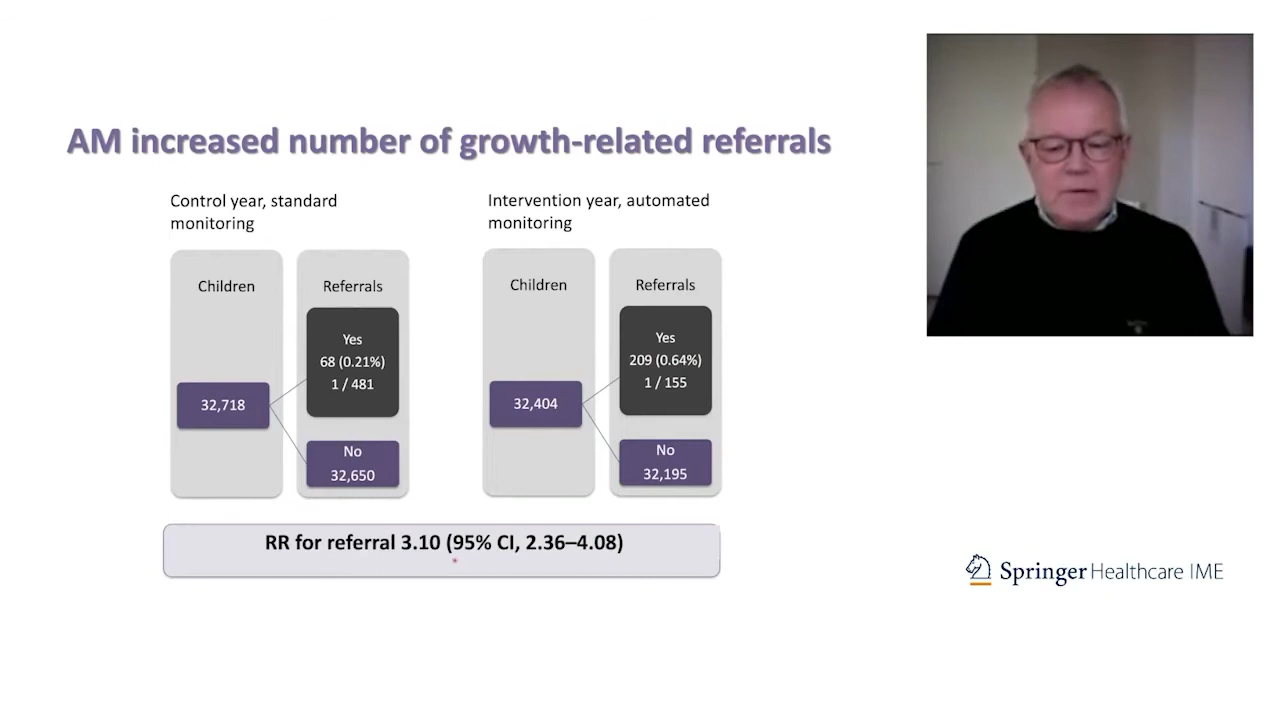 AM increased number of growth-related referrals
Control year, standard
monitoring
Children
32,718
Referrals
Yes
68 (0.21%)
1 / 481
No
32,650
Intervention year, automated
monitoring
Children
32,404
Referrals
Yes
209 (0.64%)
1 / 155
No
32,195
RR for referral 3.10 (95% CI, 2.36–4.08)
Springer Healthcare IME